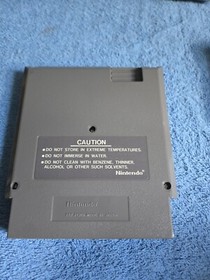 CAUTION
•DO NOT STORE IN EXTREME TEMPERATURES.
•DO NOT IMMERSE IN WATER.
•DO NOT CLEAN WITH BENZENE, THINNER,
ALCOHOL OR OTHER SUCH SOLVENTS.
Nintendo®
Nintendo